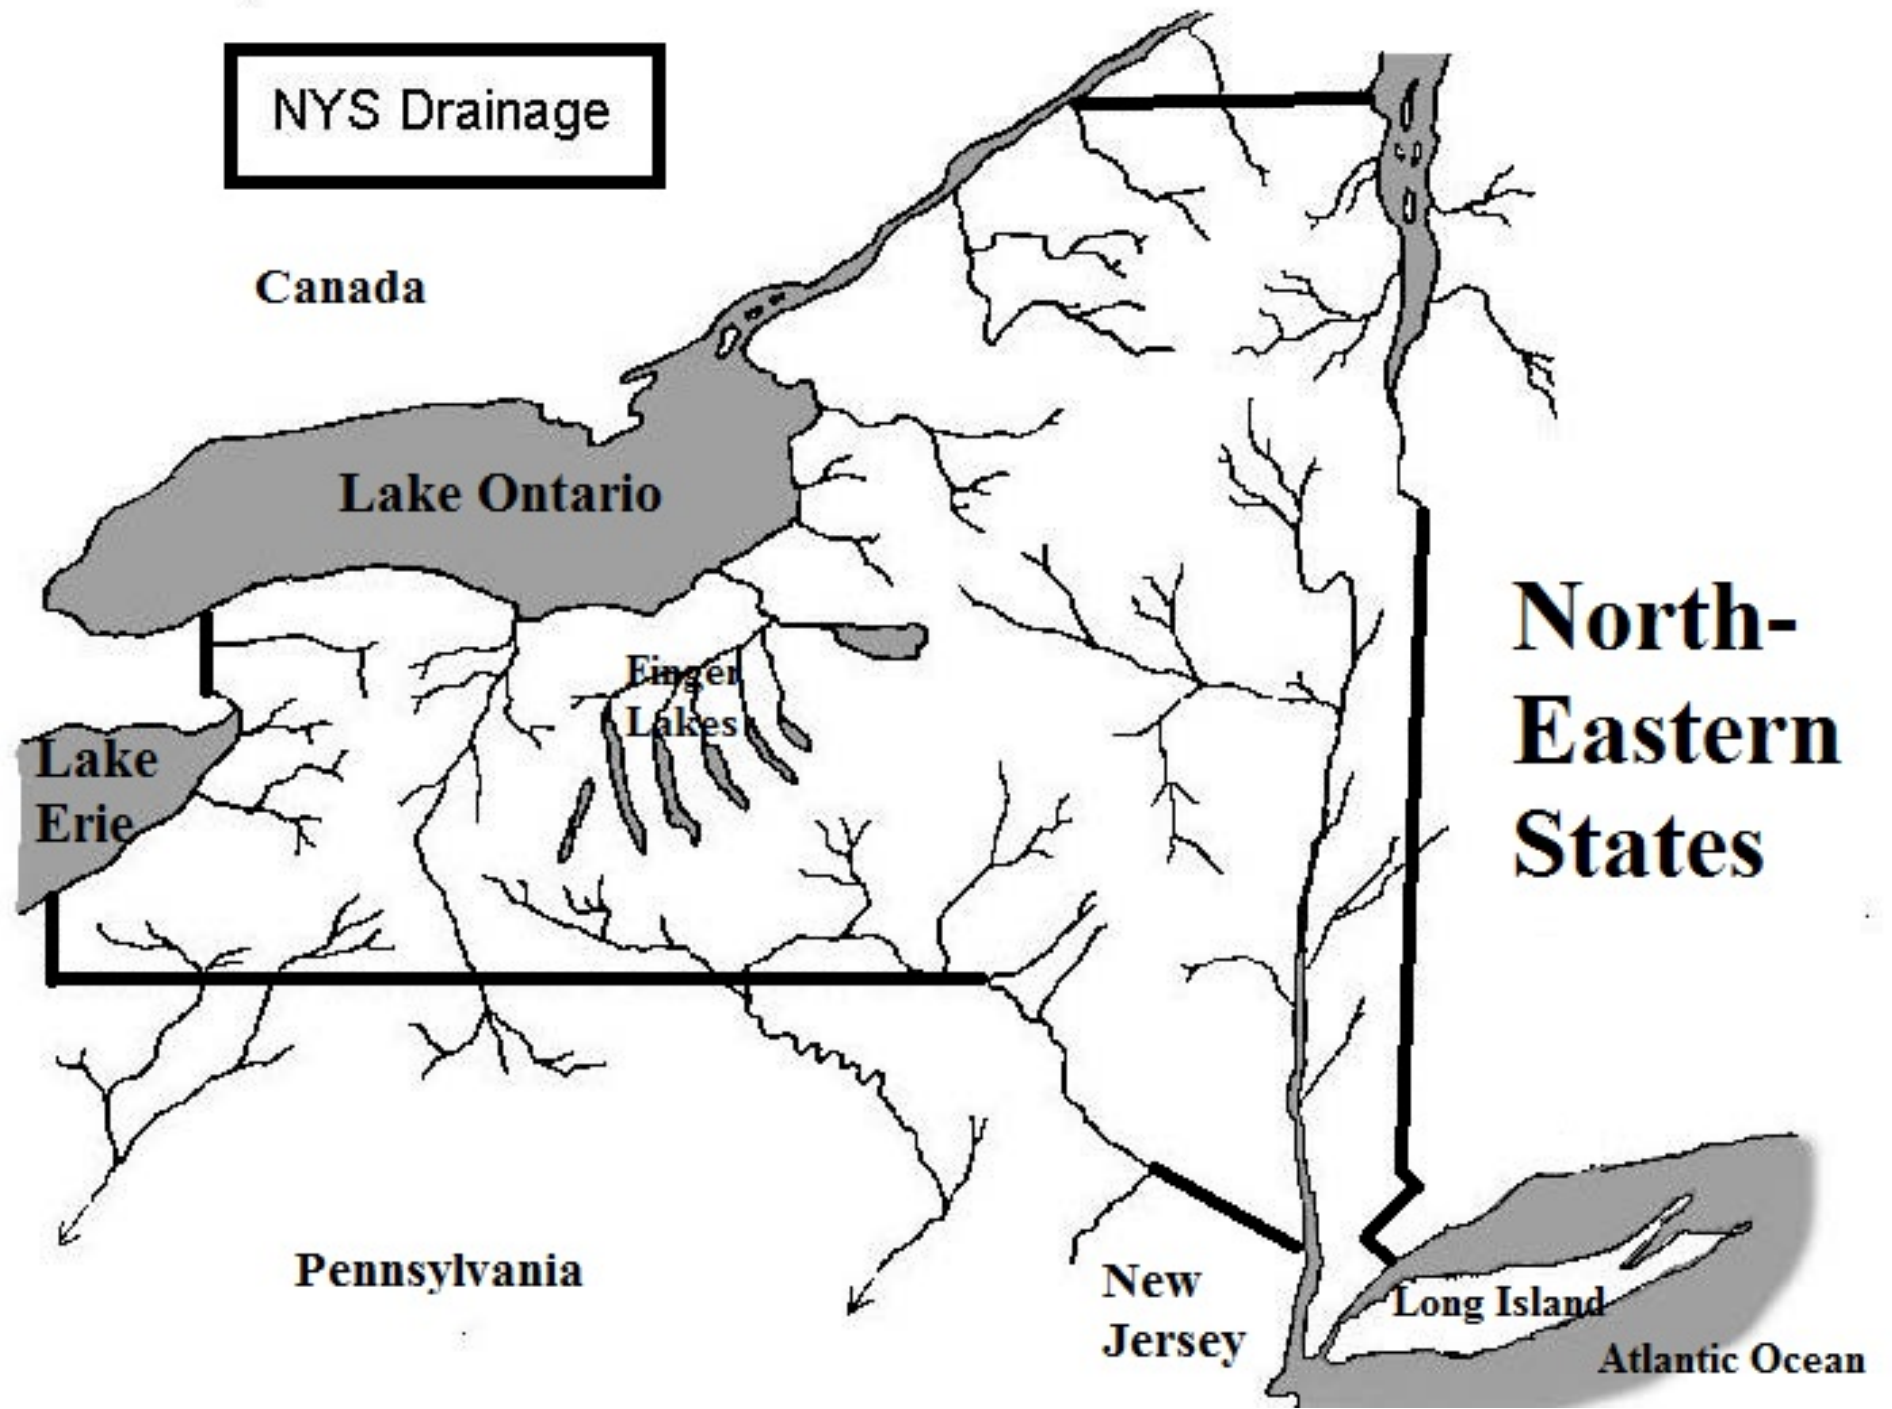 NYS Drainage
Canada
Lake Ontario
Finger
Lakes
Lake
Erie
North-
Eastern
States
Pennsylvania
New
Jersey
Long Island
Atlantic Ocean